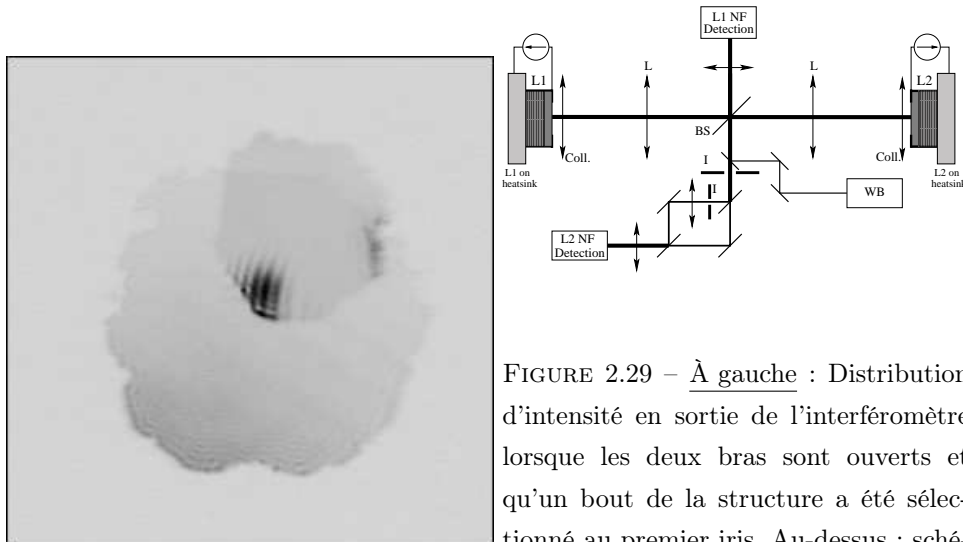 L1 NF
Detection
L1
L
L
L2
BS
Coll.
Coll.
L1 on
heatsink
L2 on
heatsink
I
I
WB
L2 NF
Detection
FIGURE 2.29 – À gauche : Distribution
d'intensité en sortie de l'interféromètre
lorsque les deux bras sont ouverts et
qu'un bout de la structure a été sélec-
tionné au premier iris. Au-dessus : sché-